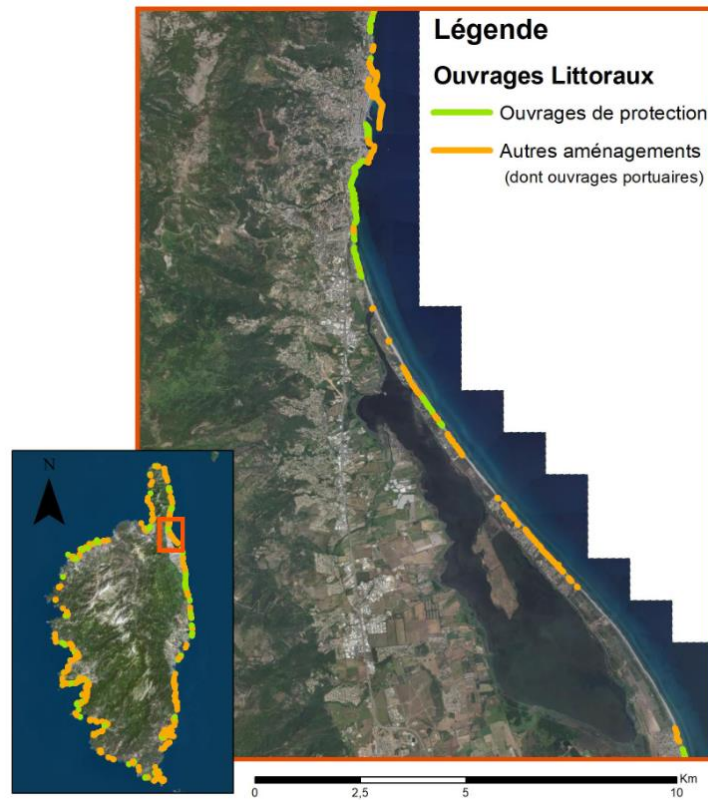 Légende
Ouvrages Littoraux
Ouvrages de protection
Autres aménagements
(dont ouvrages portuaires)
N
Km
0
2,5
5
10